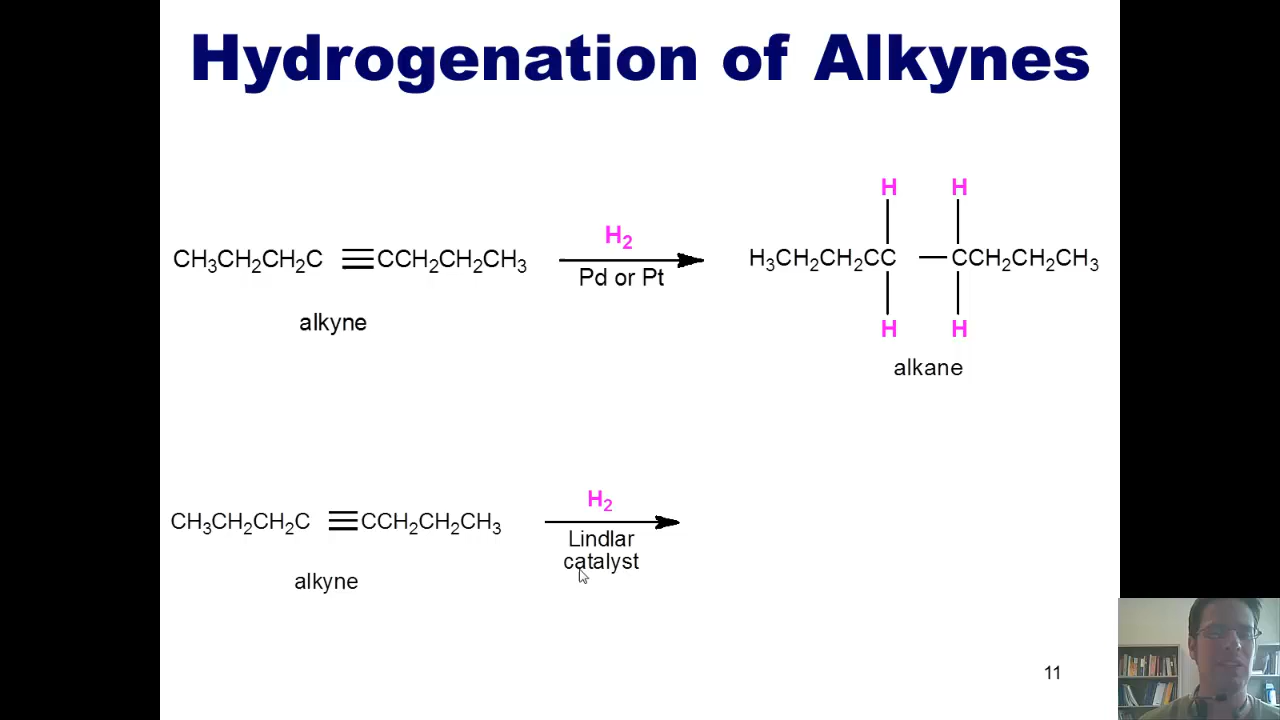 Hydrogenation of Alkynes
H H
H₂
CH₃CH₂CH₂C ≡CCH₂CH₂CH₃ Pd or Pt H₃CH₂CH₂CC — CCH₂CH₂CH₃
alkyne
H H
alkane
H₂
CH₃CH₂CH₂C ≡CCH₂CH₂CH₃
Lindlar
catalyst
alkyne
11